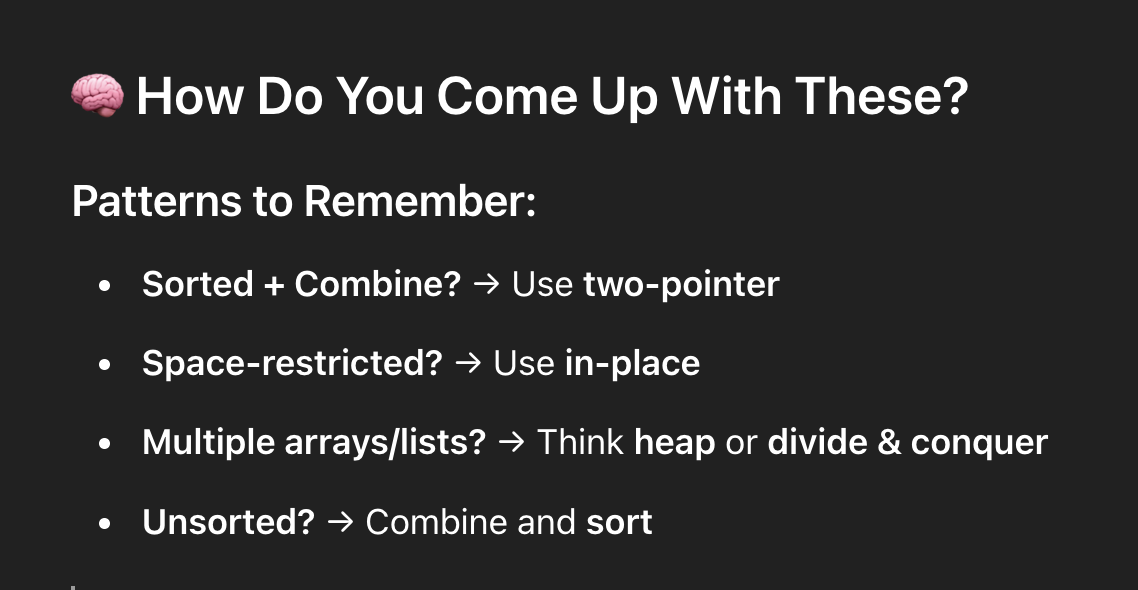 🧠 How Do You Come Up With These?
Patterns to Remember:
• Sorted + Combine? → Use two-pointer
• Space-restricted? → Use in-place
• Multiple arrays/lists? → Think heap or divide & conquer
• Unsorted? → Combine and sort